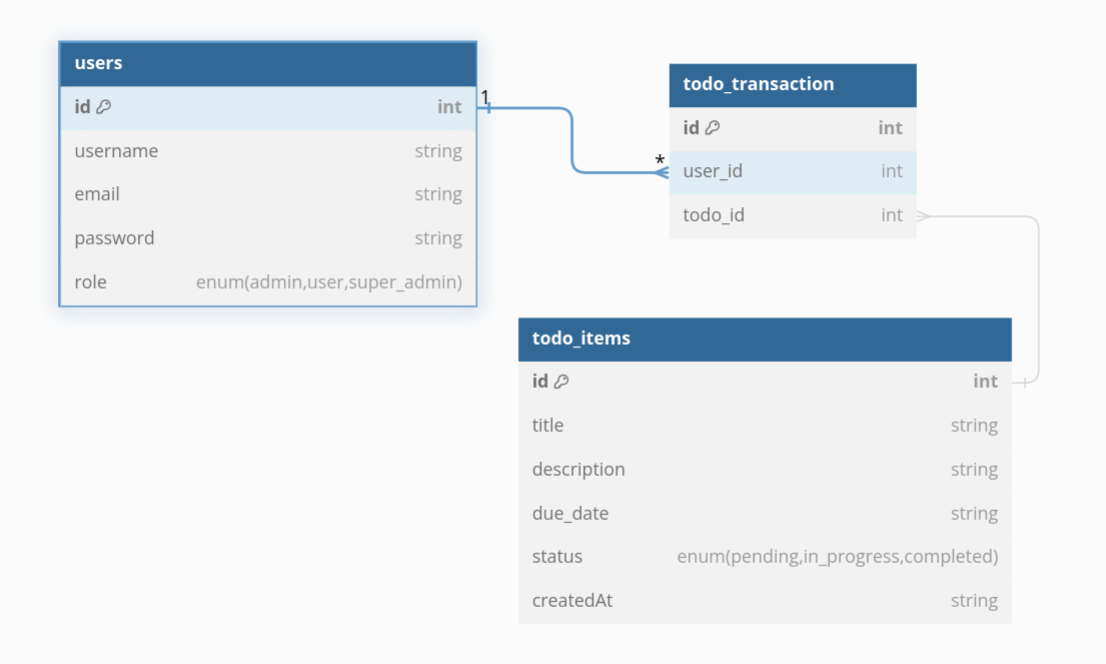 users
id int
username string
email string
password string
role enum(admin,user,super_admin)
1
*
todo_transaction
id int
user_id int
todo_id int
todo_items
id int
title string
description string
due_date string
status enum(pending,in_progress,completed)
createdAt string